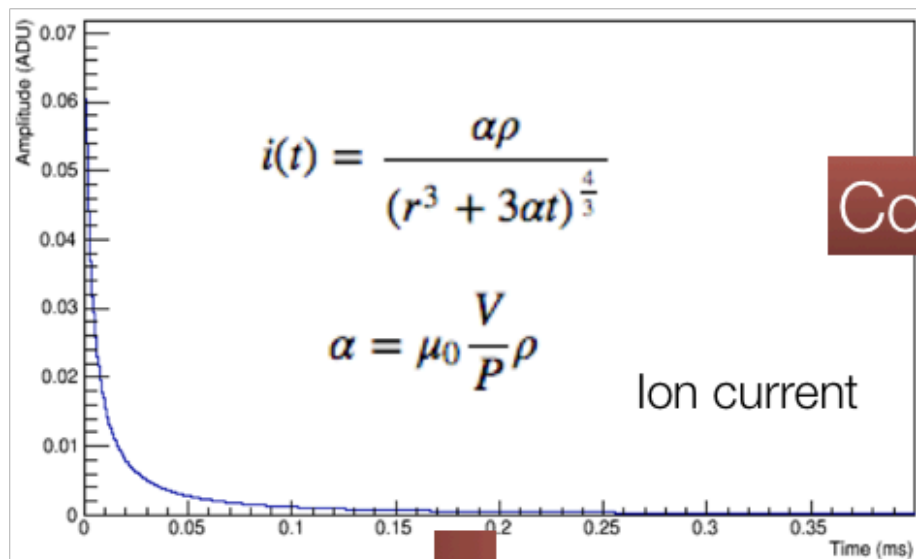 Amplitude (ADU)
0.07
0.06
0.05
0.04
0.03
0.02
0.01
0
i(t) = αρ / (r³ + 3αt)^(4/3)
α = μ₀ V/P ρ
Co
Ion current
0 0.05 0.1 0.15 0.2 0.25 0.3 0.35
Time (ms)